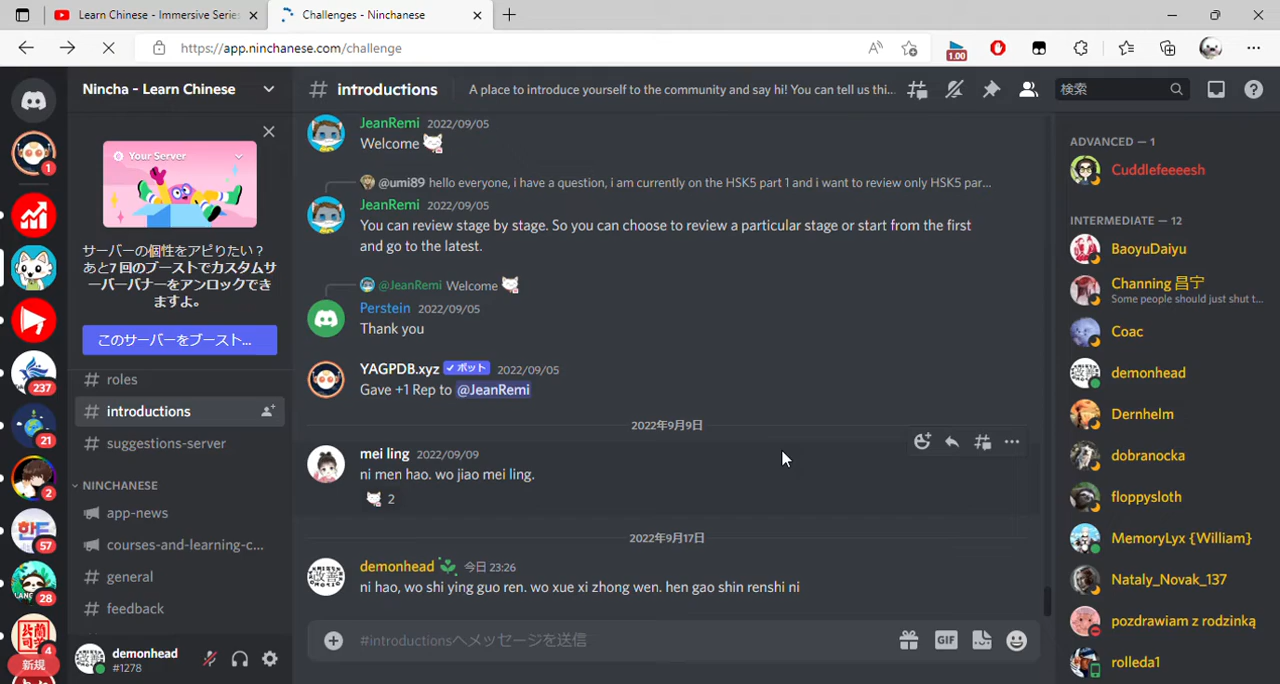 Learn Chinese - Immersive Series
Challenges - Ninchanese
https://app.ninchanese.com/challenge
1.00
Nincha - Learn Chinese
introductions
A place to introduce yourself to the community and say hi! You can tell us thi...
検索
1
Your Server
サーバーの個性をアピりたい？
あと7 回のブーストでカスタムサ
ーバーバナーをアンロックでき
ますよ。
このサーバーをブースト...
roles
introductions
suggestions-server
NINCHANESE
app-news
courses-and-learning-c...
general
feedback
237
21
2
57
28
4
新規
demonhead
#1278
JeanRemi 2022/09/05
Welcome
@umi89 hello everyone, i have a question, i am currently on the HSK5 part 1 and i want to review only HSK5 par...
JeanRemi 2022/09/05
You can review stage by stage. So you can choose to review a particular stage or start from the first
and go to the latest.
@JeanRemi Welcome
Perstein 2022/09/05
Thank you
YAGPDB.xyz ✓ボット 2022/09/05
Gave +1 Rep to @JeanRemi
2022年9月9日
mei ling 2022/09/09
ni men hao. wo jiao mei ling.
2
2022年9月17日
demonhead 今日 23:26
ni hao, wo shi ying guo ren. wo xue xi zhong wen. hen gao shin renshi ni
#introductionsへメッセージを送信
GIF
ADVANCED — 1
Cuddlefeeeesh
INTERMEDIATE — 12
BaoyuDaiyu
Channing 昌宁
Some people should just shut t...
Coac
demonhead
Dernhelm
dobranocka
floppysloth
MemoryLyx {William}
Nataly_Novak_137
pozdrawiam z rodzinką
rolleda1